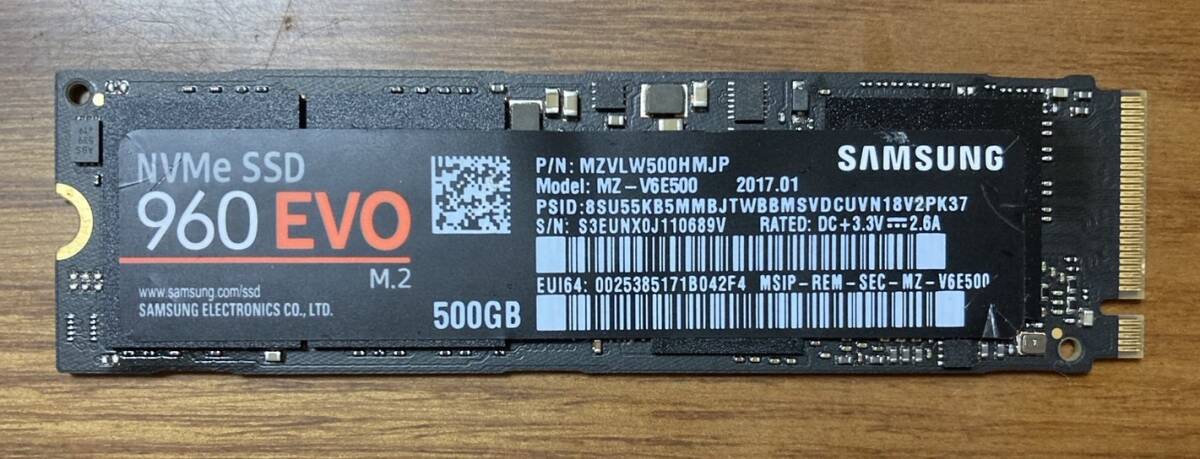 NVMe SSD
960 EVO
M.2
www.samsung.com/ssd
SAMSUNG ELECTRONICS CO., LTD.
500GB
SAMSUNG
P/N: MZVLW500HMJP
Model: MZ-V6E500 2017.01
PSID:8SU55KB5MMBJTWBBMSVDCUVN18V2PK37
S/N: S3EUNX0J110689V RATED: DC+3.3V⎓2.6A
EUI64: 0025385171B042F4 MSIP-REM-SEC-MZ-V6E500